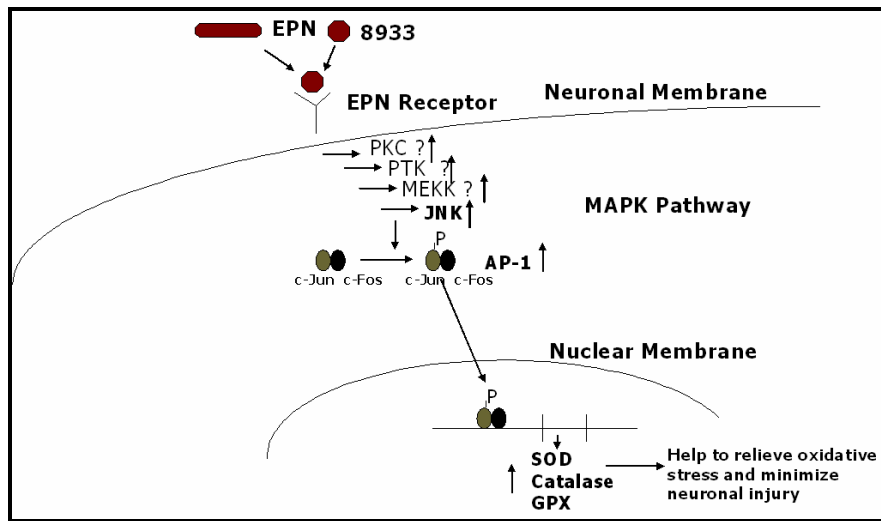 EPN 8933
EPN Receptor
Neuronal Membrane
PKC ?
PTK ?
MEKK ?
JNK
MAPK Pathway
P
AP-1
c-Jun c-Fos
c-Jun c-Fos
Nuclear Membrane
P
SOD
Catalase
GPX
Help to relieve oxidative
stress and minimize
neuronal injury